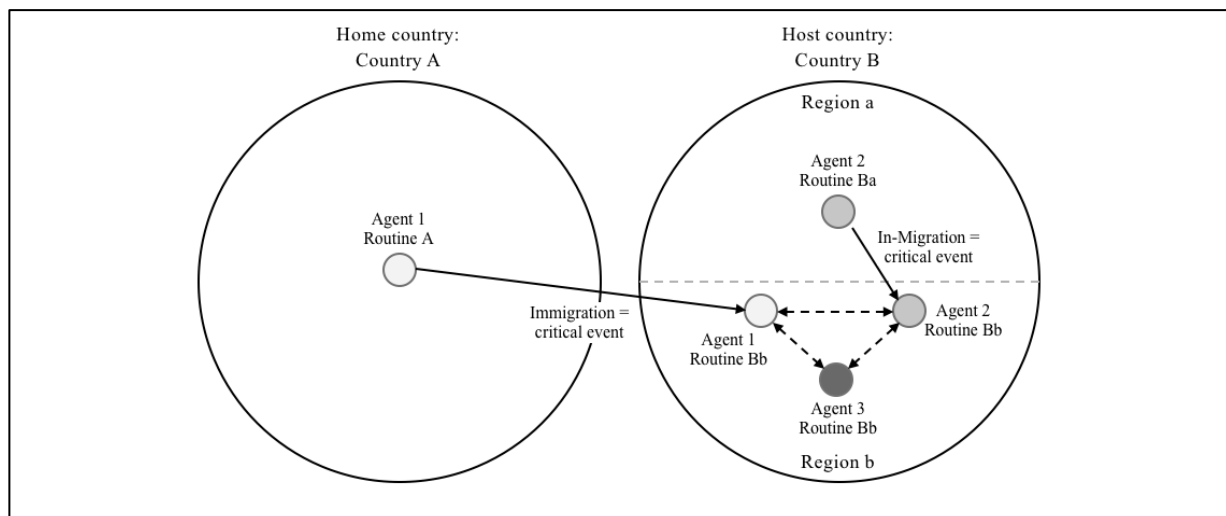 Home country:
Country A
Host country:
Country B
Region a
Agent 2
Routine Ba
Agent 1
Routine A
In-Migration =
critical event
Immigration =
critical event
Agent 1
Routine Bb
Agent 2
Routine Bb
Agent 3
Routine Bb
Region b